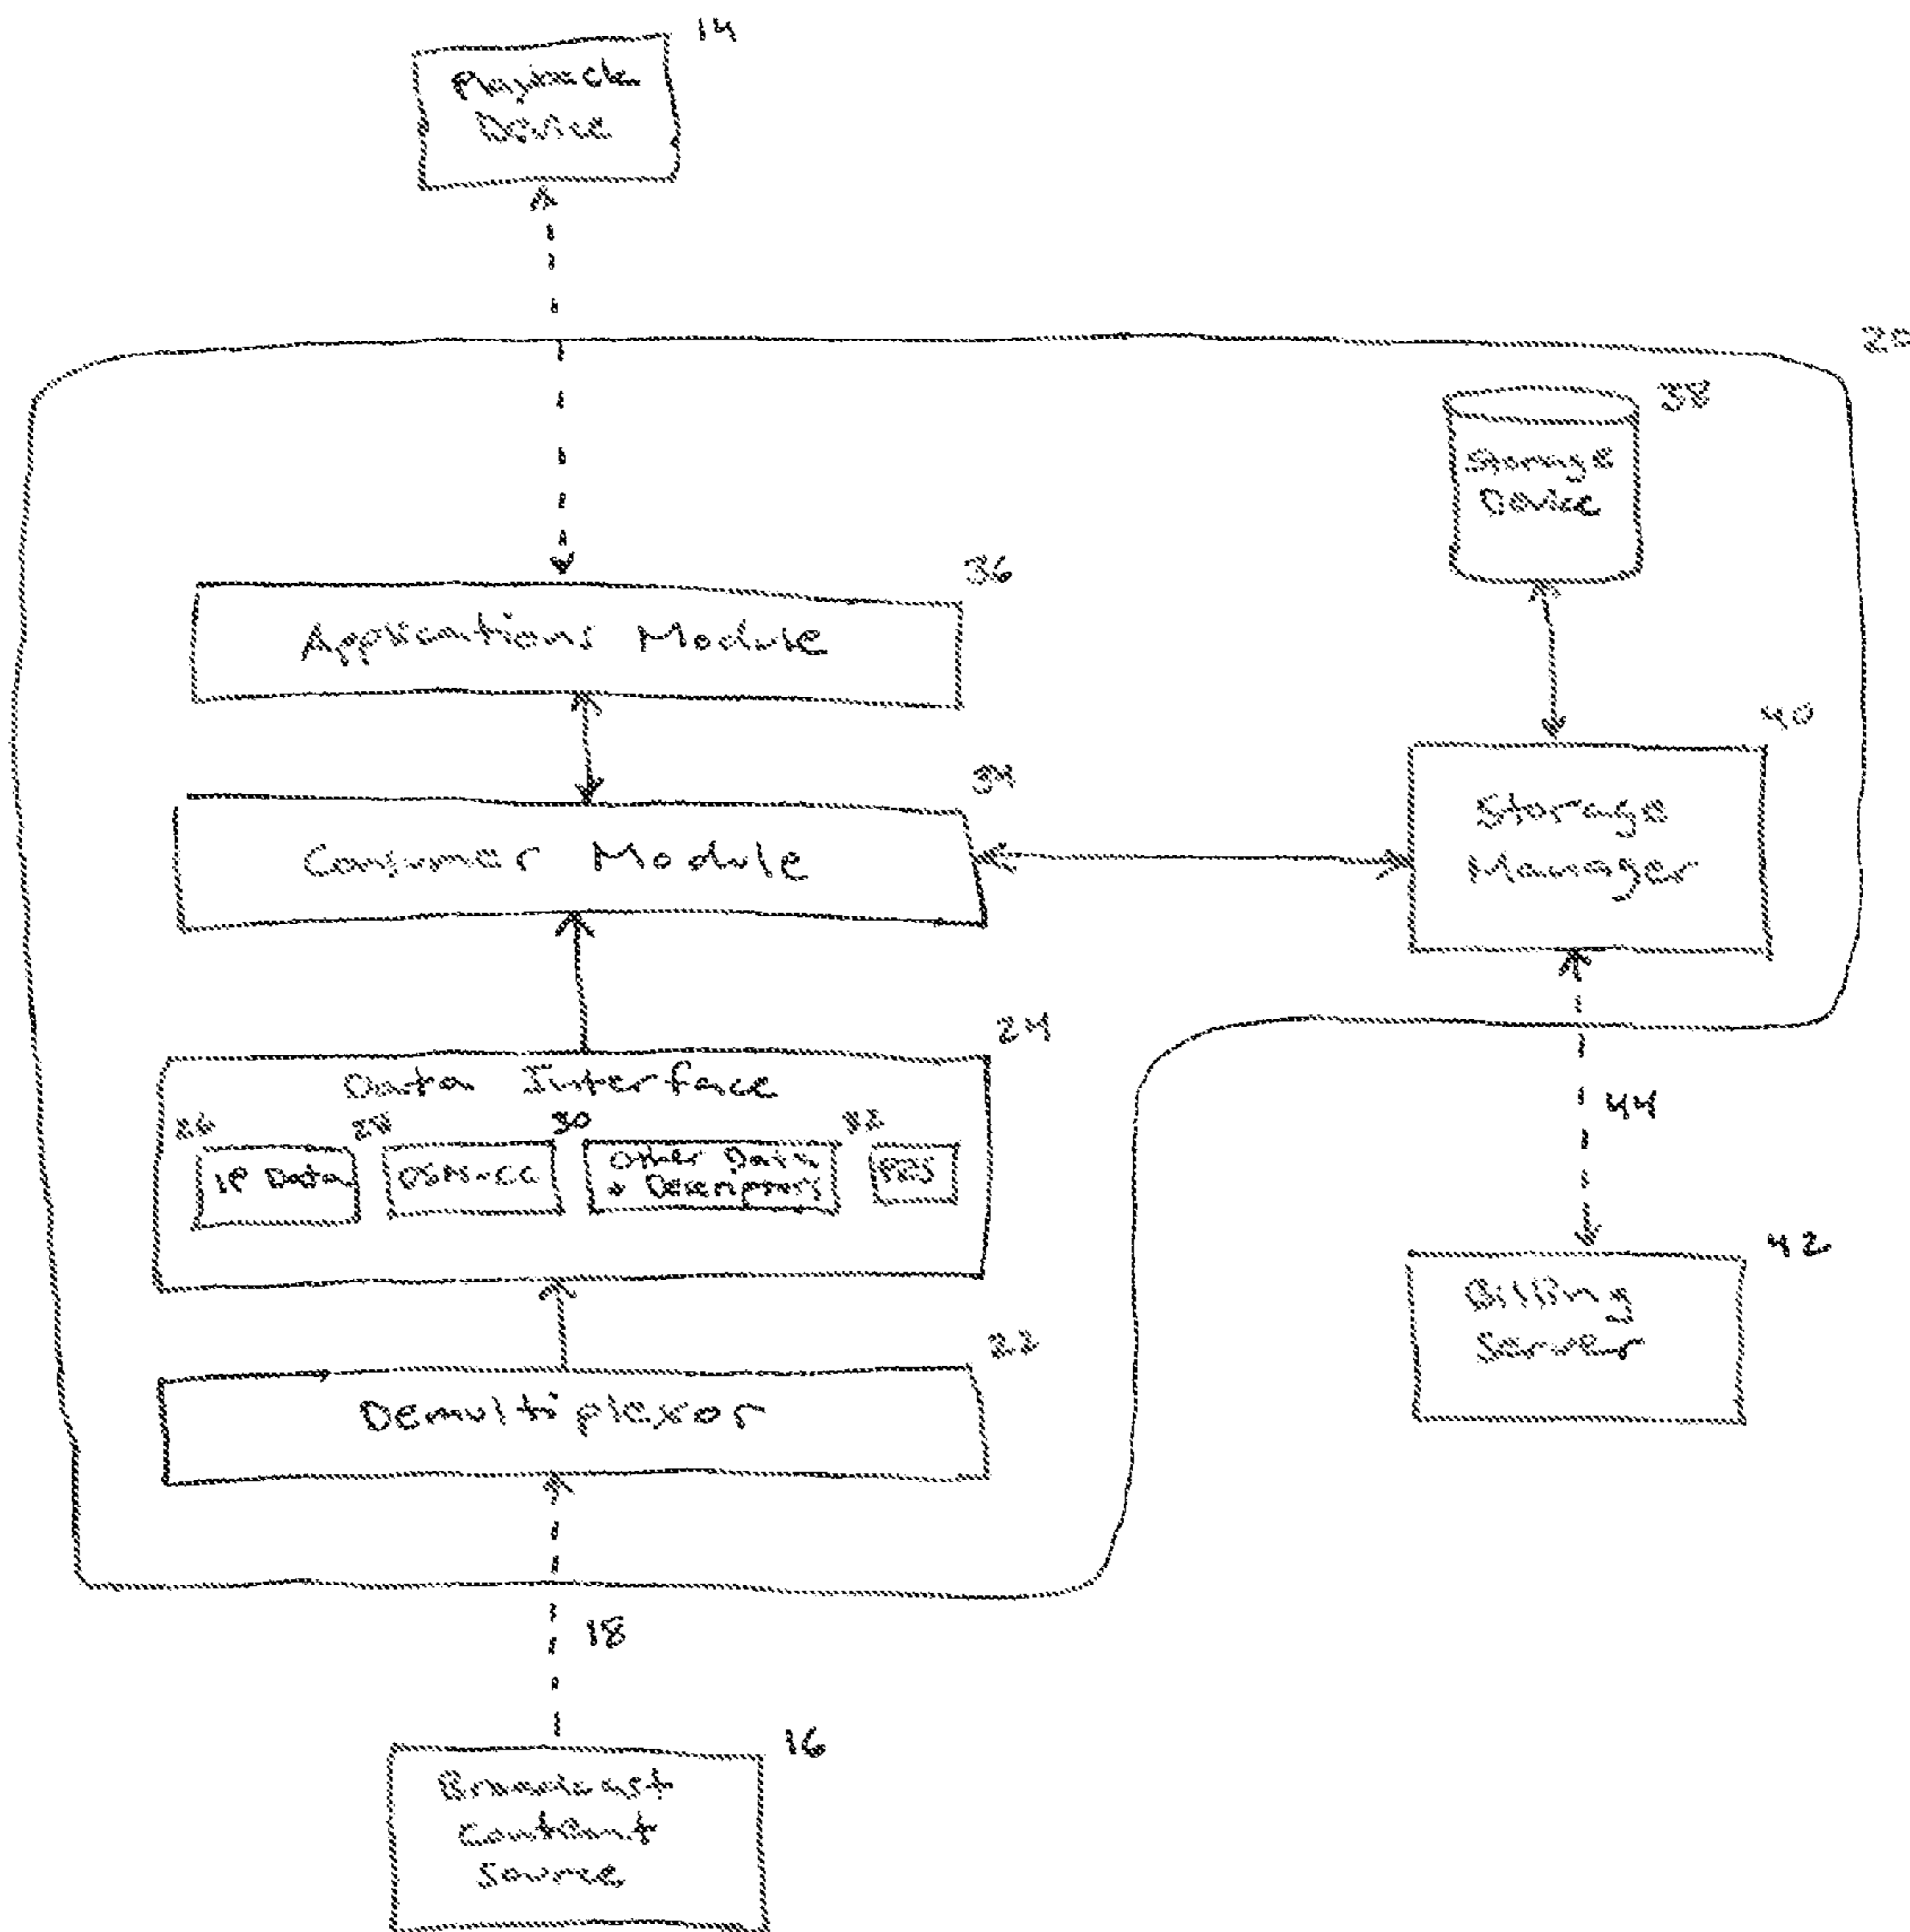 14
Playback
Device
20
38
Storage
Device
36
Applications Module
40
34
Storage
Manager
Consumer Module
24
Data Interface
26 28 30 32
IP Data
DSM-CC
Other Data
+ Descriptors
44
42
Billing
Server
22
Demultiplexor
18
16
Broadcast
Content
Source